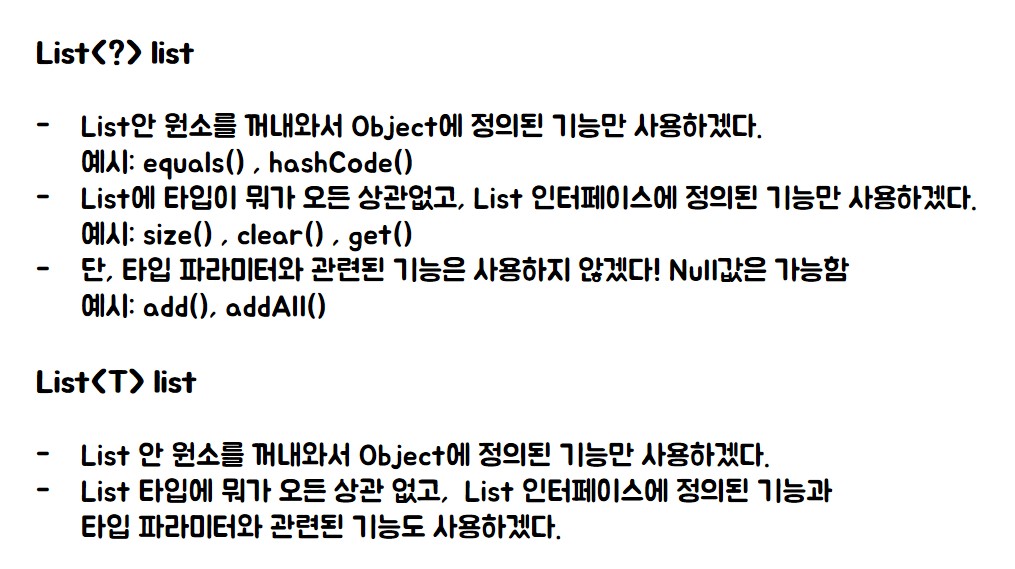 List<?> list
- List안 원소를 꺼내와서 Object에 정의된 기능만 사용하겠다.
예시: equals() , hashCode()
- List에 타입이 뭐가 오든 상관없고, List 인터페이스에 정의된 기능만 사용하겠다.
예시: size() , clear() , get()
- 단, 타입 파라미터와 관련된 기능은 사용하지 않겠다! Null값은 가능함
예시: add(), addAll()
List<T> list
- List 안 원소를 꺼내와서 Object에 정의된 기능만 사용하겠다.
- List 타입에 뭐가 오든 상관 없고, List 인터페이스에 정의된 기능과
타입 파라미터와 관련된 기능도 사용하겠다.